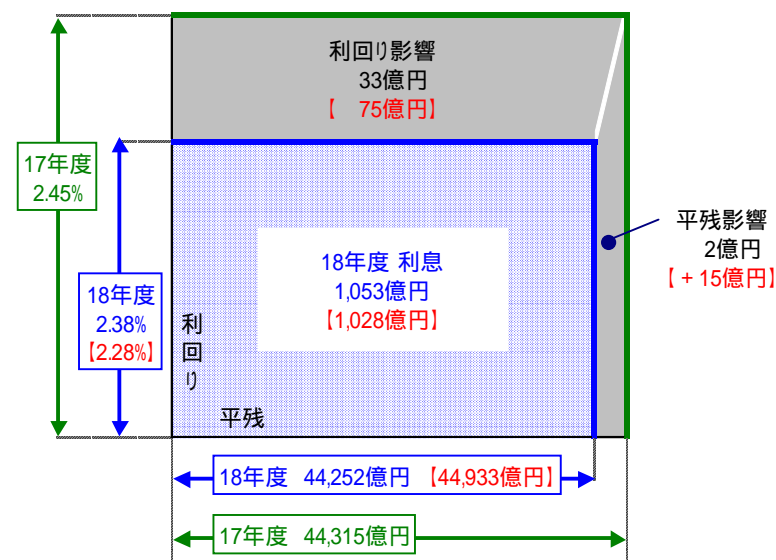 利回り影響
33億円
【　75億円】
17年度
2.45%
平残影響
2億円
【+15億円】
18年度 利息
1,053億円
【1,028億円】
18年度
2.38%
【2.28%】
利回り
平残
18年度 44,252億円 【44,933億円】
17年度 44,315億円